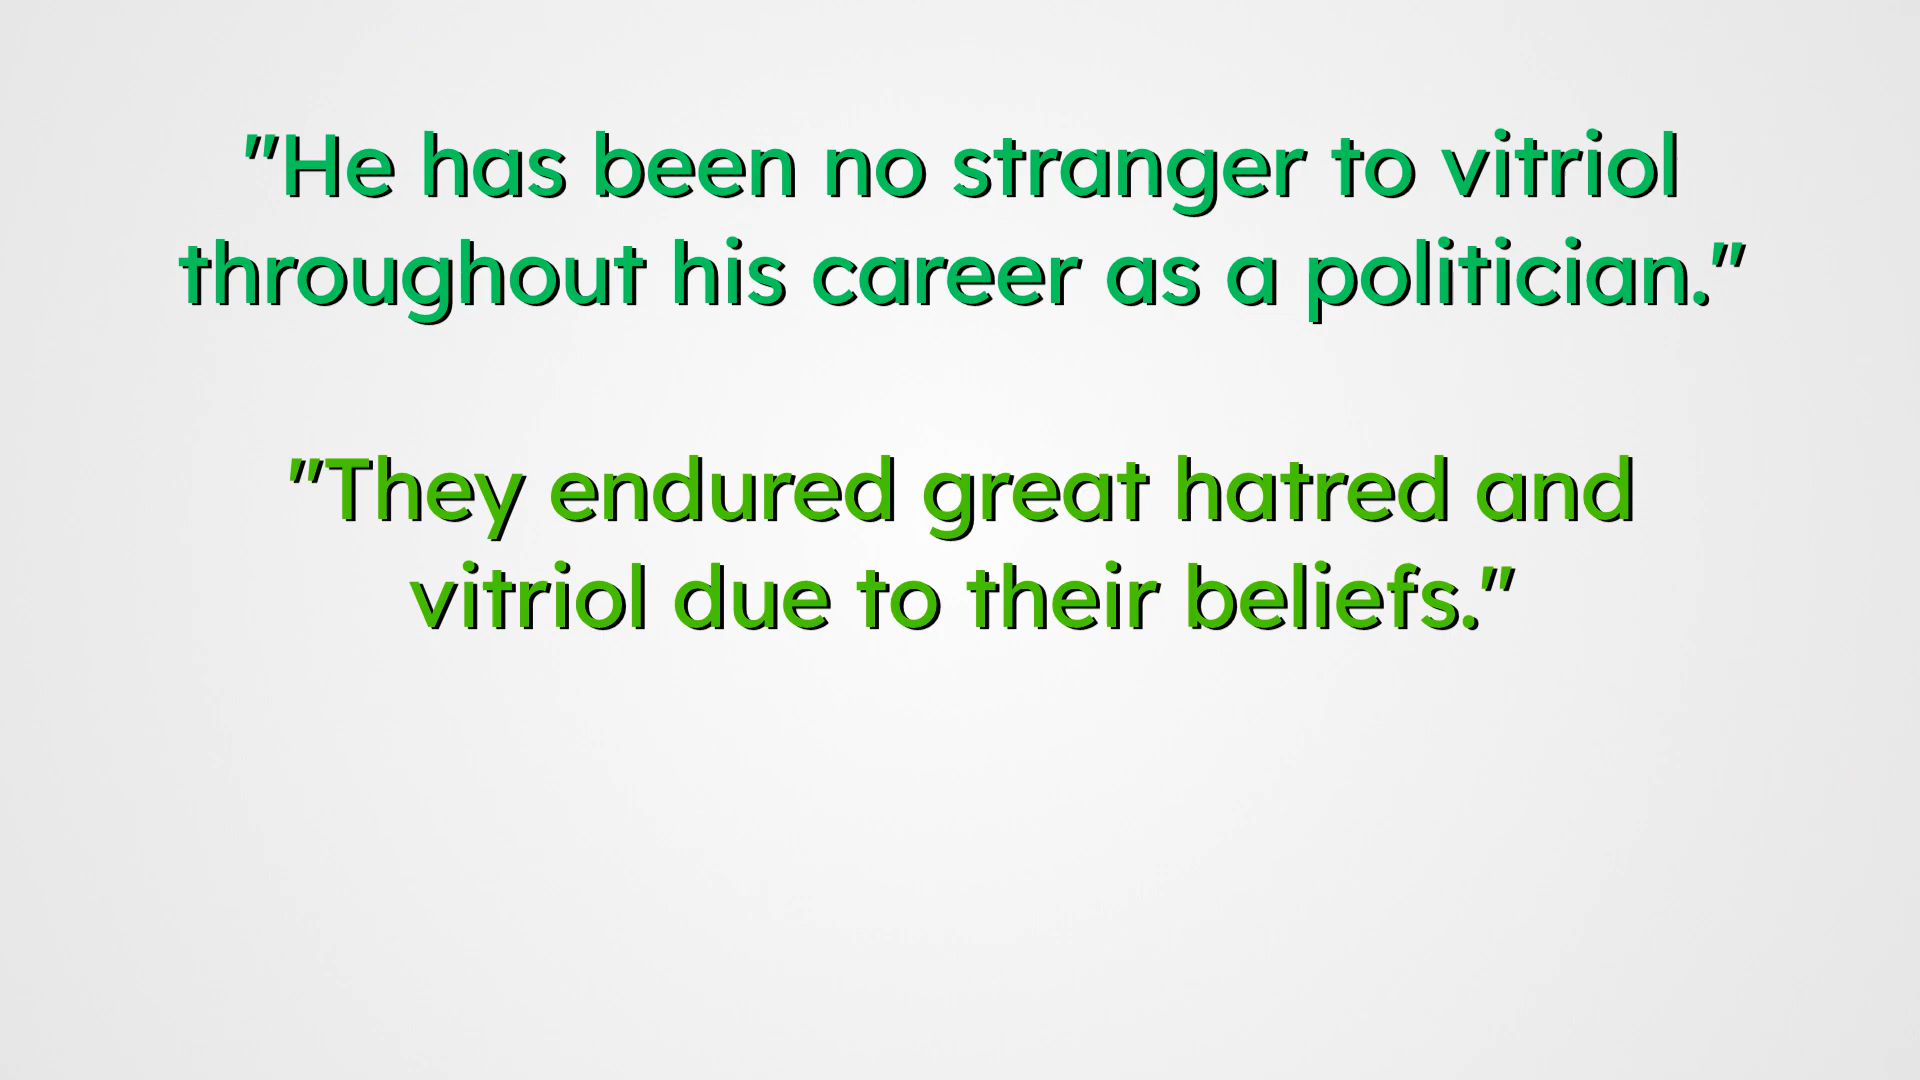 "He has been no stranger to vitriol
throughout his career as a politician."
"They endured great hatred and
vitriol due to their beliefs."